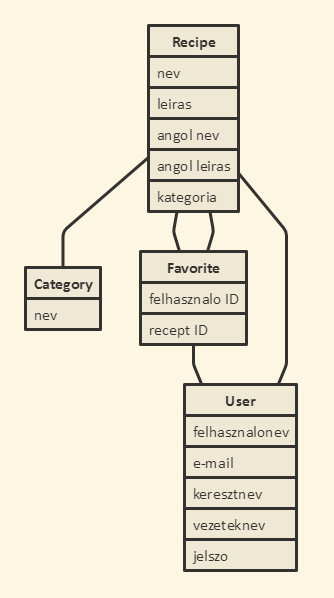 Recipe
nev
leiras
angol nev
angol leiras
kategoria
Category
nev
Favorite
felhasznalo ID
recept ID
User
felhasznalonev
e-mail
keresztnev
vezeteknev
jelszo